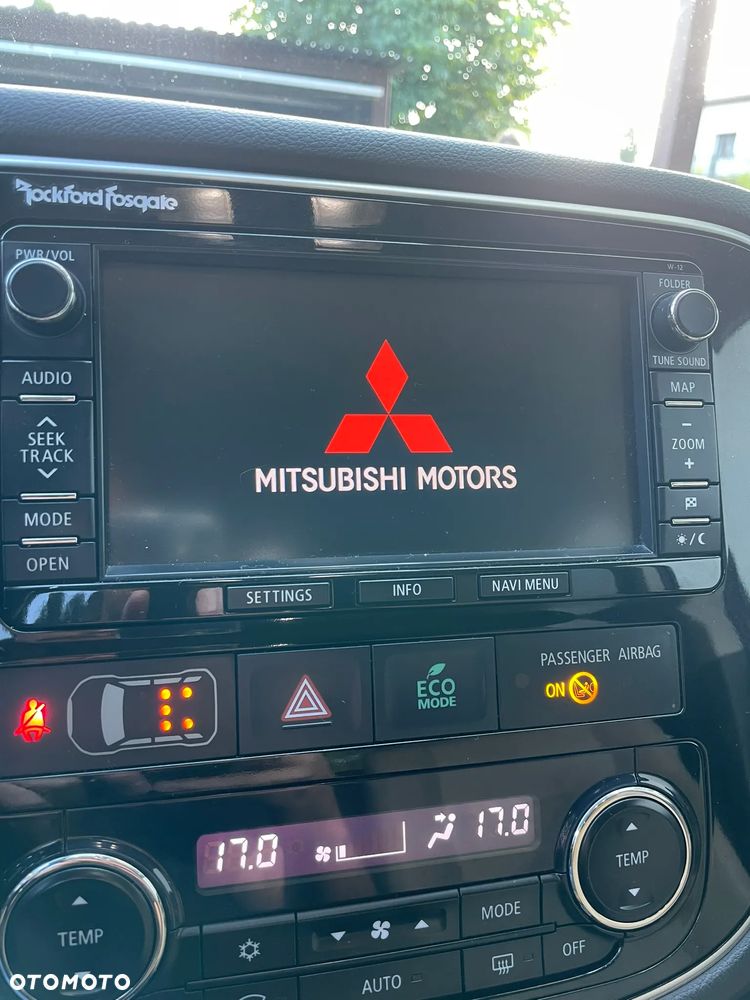 Rockford Fosgate
PWR/VOL
W-12
FOLDER
TUNE SOUND
AUDIO
MAP
SEEK
TRACK
ZOOM
MODE
OPEN
MITSUBISHI MOTORS
SETTINGS
INFO
NAVI MENU
ECO
MODE
PASSENGER AIRBAG
ON
17.0
17.0
TEMP
TEMP
MODE
AUTO
OFF
OTOMOTO